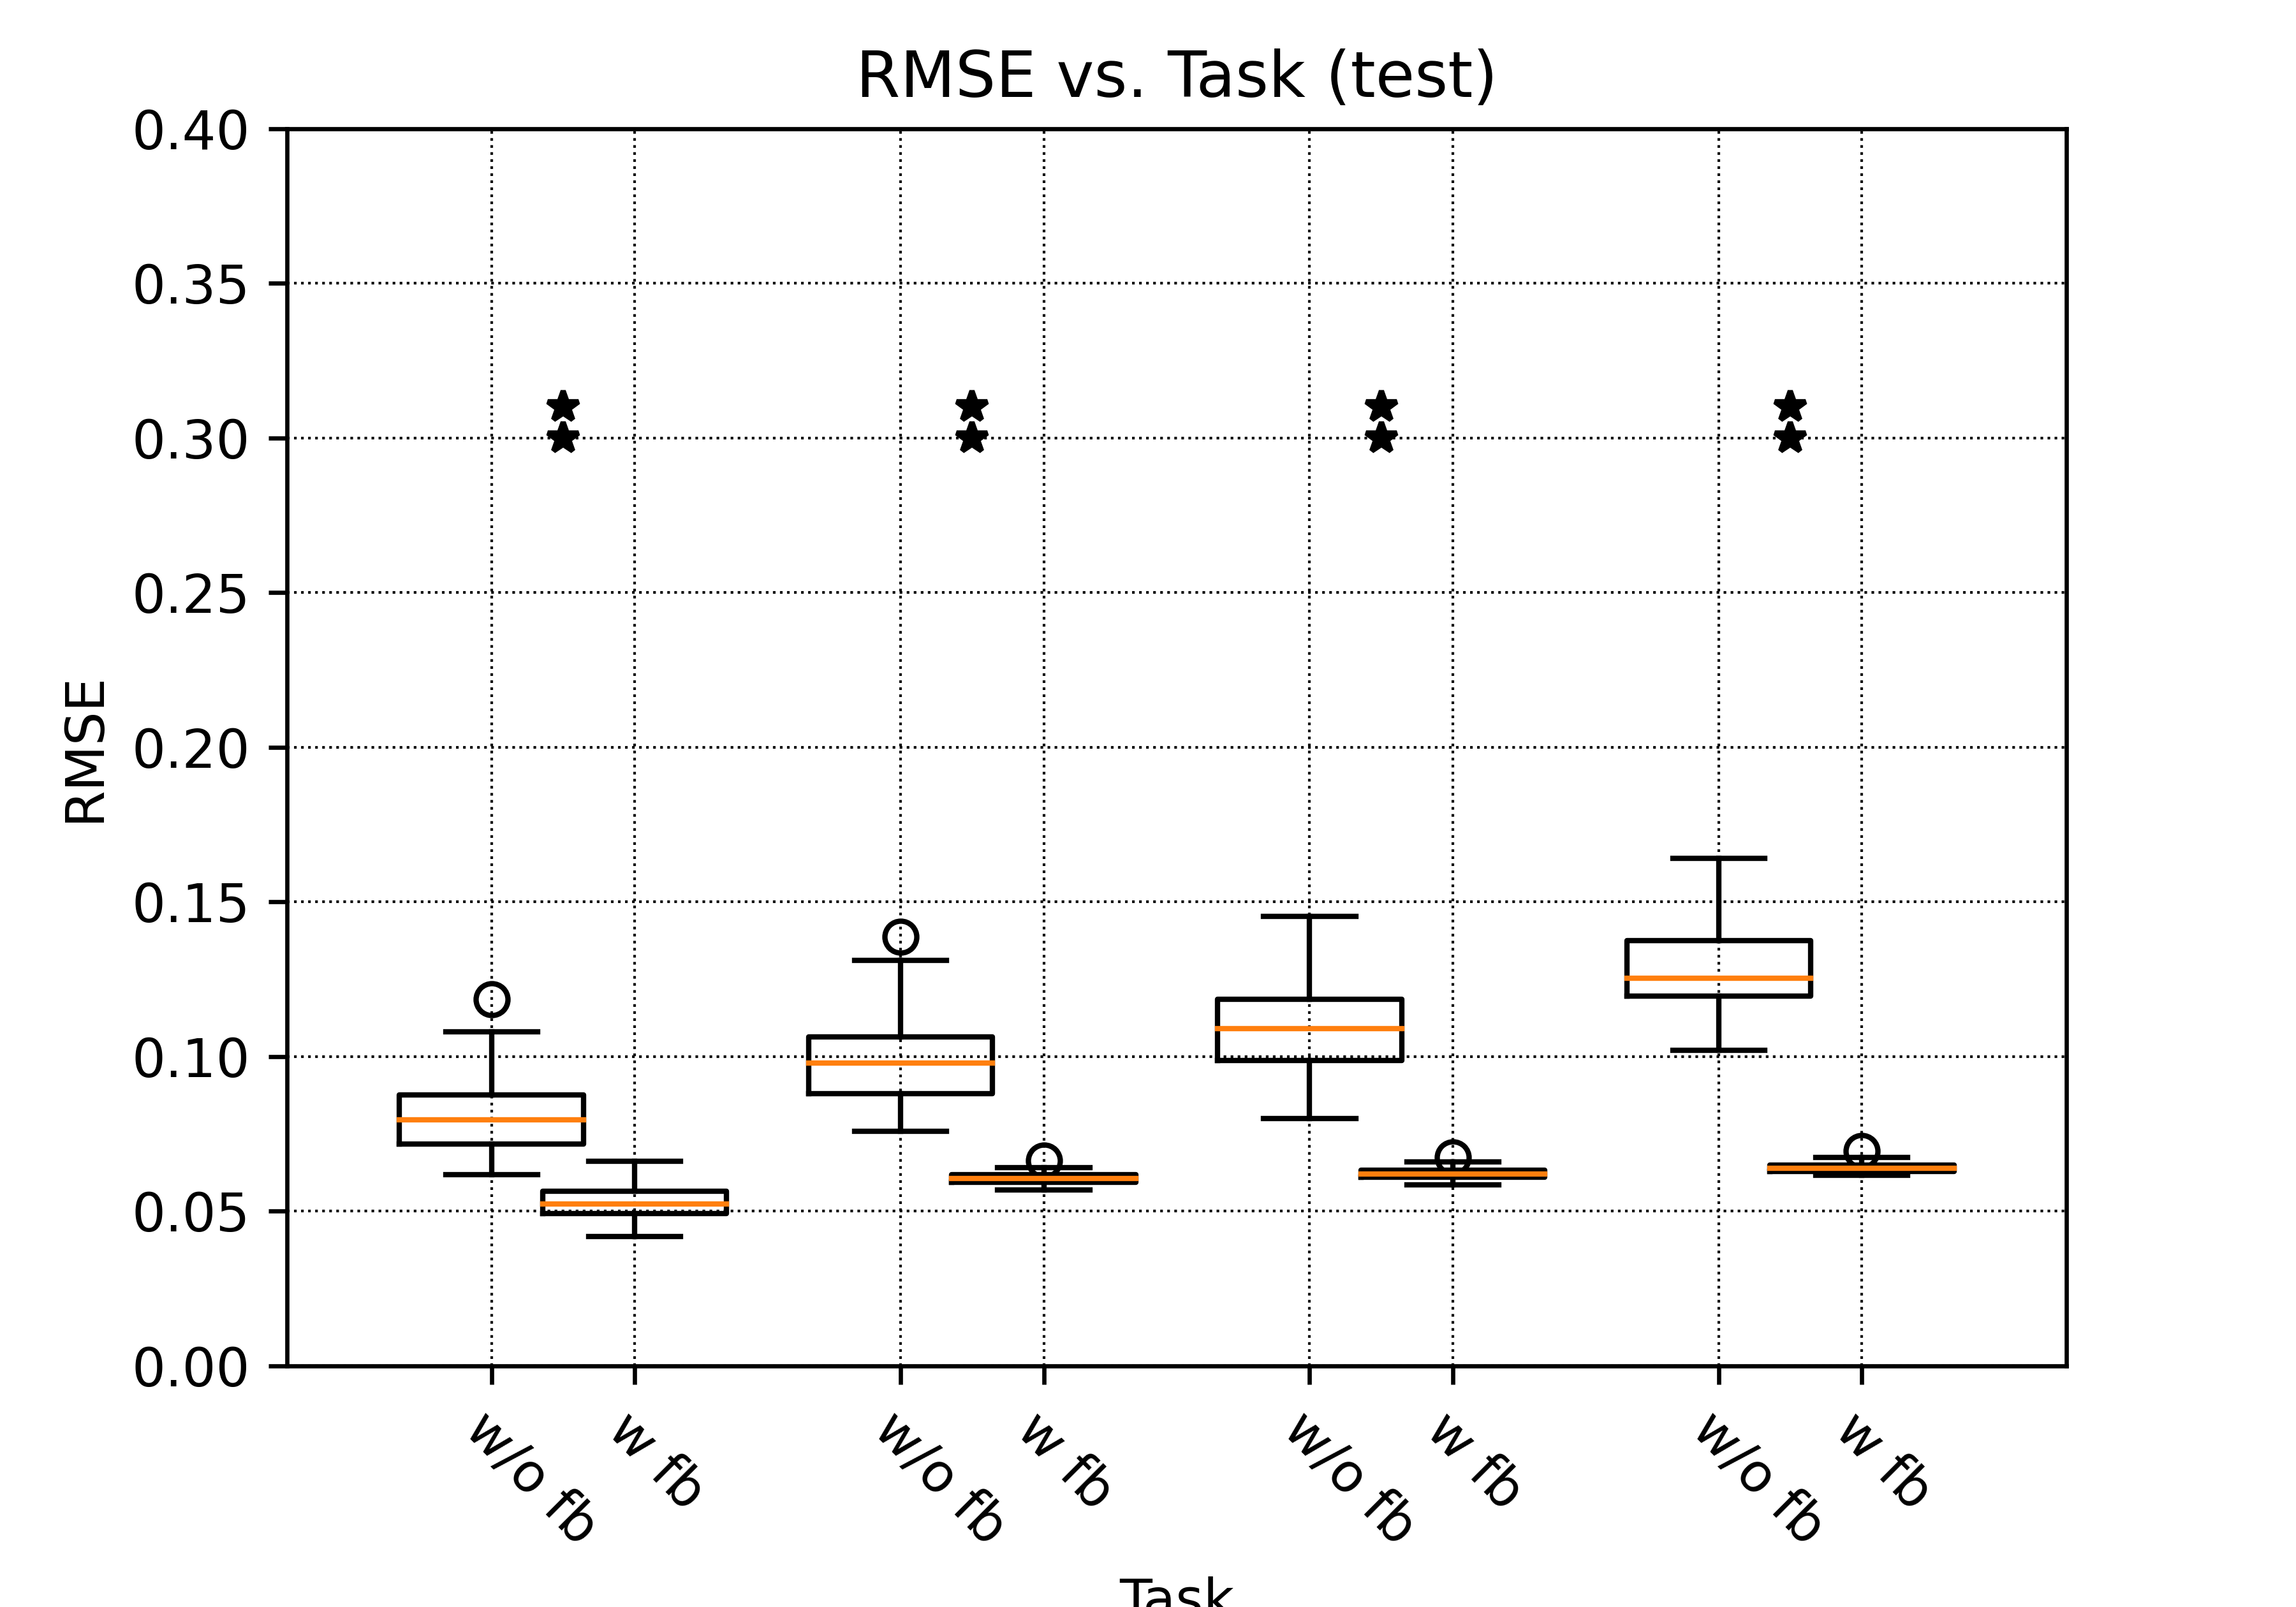 RMSE vs. Task (test)
0.40
0.35
0.30
0.25
0.20
0.15
0.10
0.05
0.00
RMSE
w/o fb
w fb
w/o fb
w fb
w/o fb
w fb
w/o fb
w fb
Task